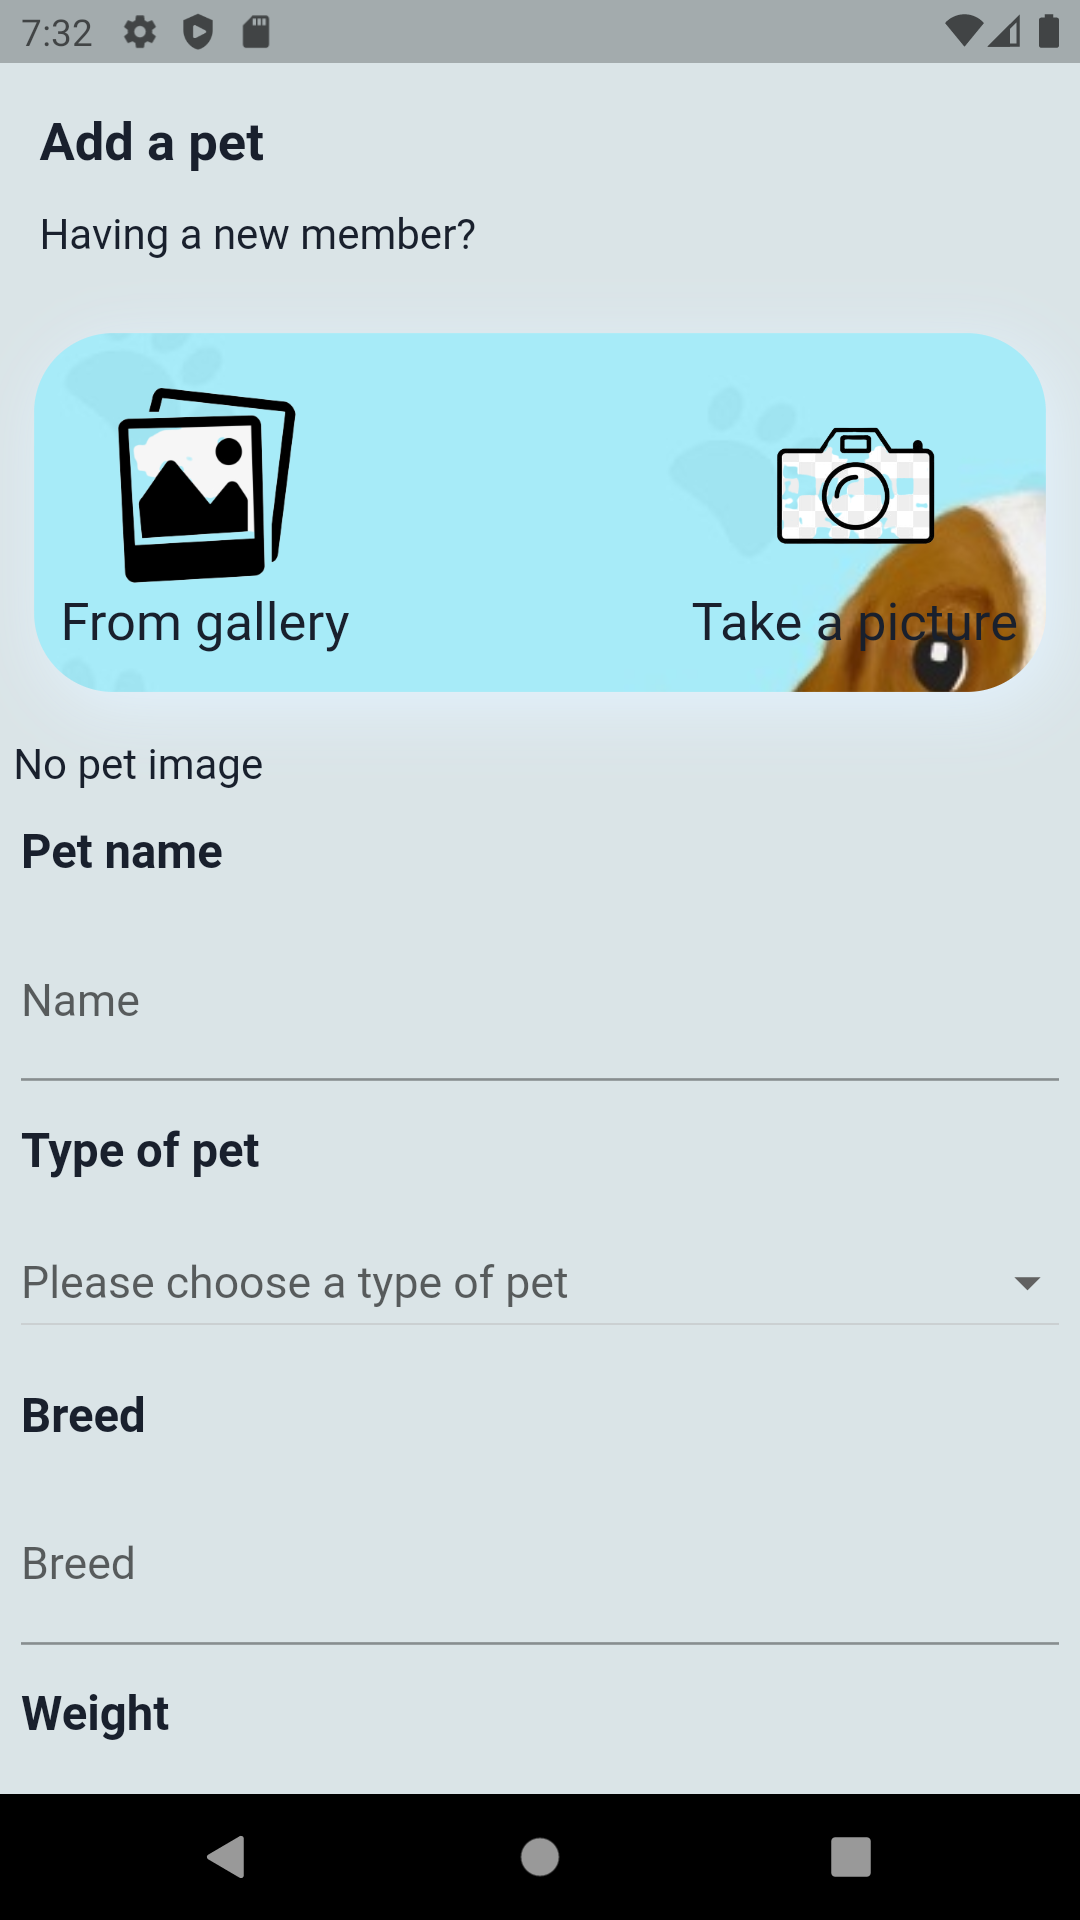 7:32
Add a pet
Having a new member?
From gallery
Take a picture
No pet image
Pet name
Name
Type of pet
Please choose a type of pet
Breed
Breed
Weight